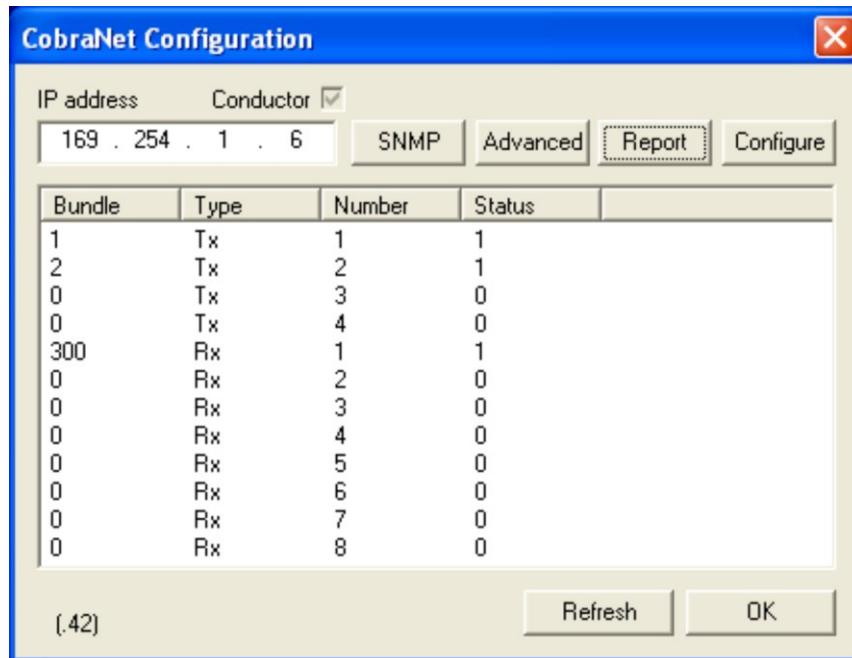 CobraNet Configuration
IP address Conductor
169 . 254 . 1 . 6 SNMP Advanced Report Configure
Bundle Type Number Status
1 Tx 1 1
2 Tx 2 1
0 Tx 3 0
0 Tx 4 0
300 Rx 1 1
0 Rx 2 0
0 Rx 3 0
0 Rx 4 0
0 Rx 5 0
0 Rx 6 0
0 Rx 7 0
0 Rx 8 0
(.42) Refresh OK